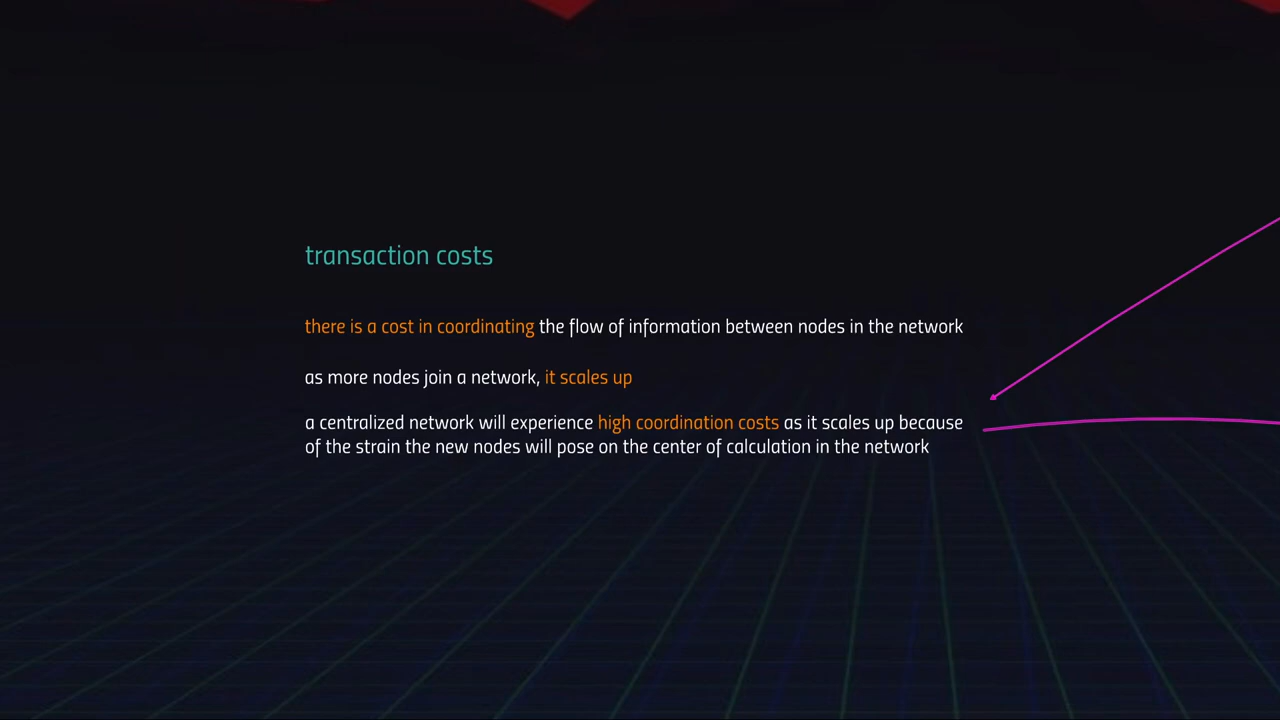 transaction costs
there is a cost in coordinating the flow of information between nodes in the network
as more nodes join a network, it scales up
a centralized network will experience high coordination costs as it scales up because
of the strain the new nodes will pose on the center of calculation in the network